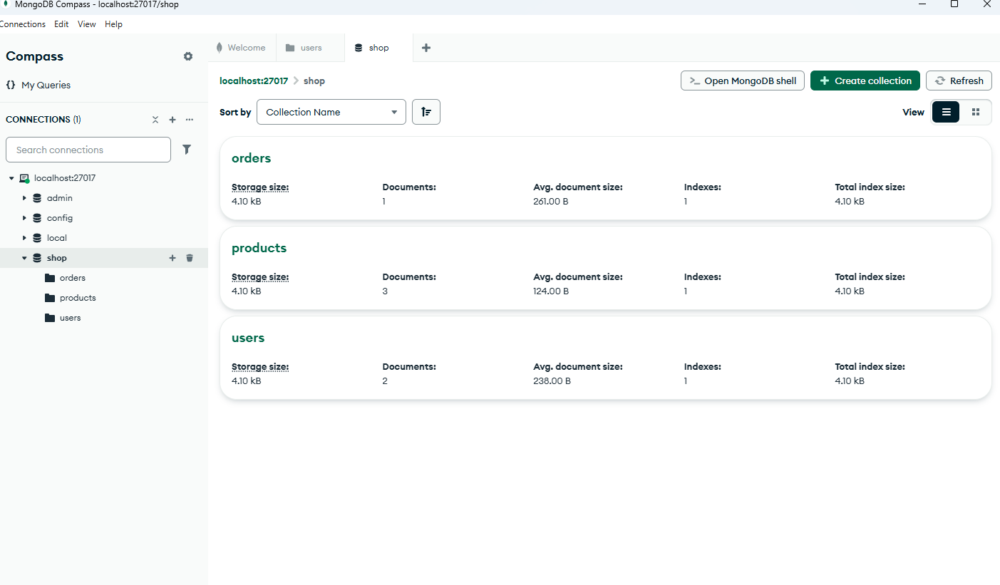 MongoDB Compass - localhost:27017/shop
Connections Edit View Help
Compass
My Queries
CONNECTIONS (1)
Search connections
localhost:27017
admin
config
local
shop
orders
products
users
Welcome users shop
localhost:27017 shop
>_ Open MongoDB shell Create collection Refresh
Sort by Collection Name View
orders
Storage size: Documents: Avg. document size: Indexes: Total index size:
4.10 kB 1 261.00 B 1 4.10 kB
products
Storage size: Documents: Avg. document size: Indexes: Total index size:
4.10 kB 3 124.00 B 1 4.10 kB
users
Storage size: Documents: Avg. document size: Indexes: Total index size:
4.10 kB 2 238.00 B 1 4.10 kB